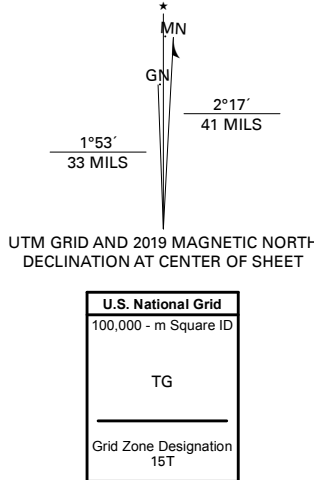 MN
GN
2°17´
41 MILS
1°53´
33 MILS
UTM GRID AND 2019 MAGNETIC NORTH
DECLINATION AT CENTER OF SHEET
U.S. National Grid
100,000 - m Square ID
TG
Grid Zone Designation
15T